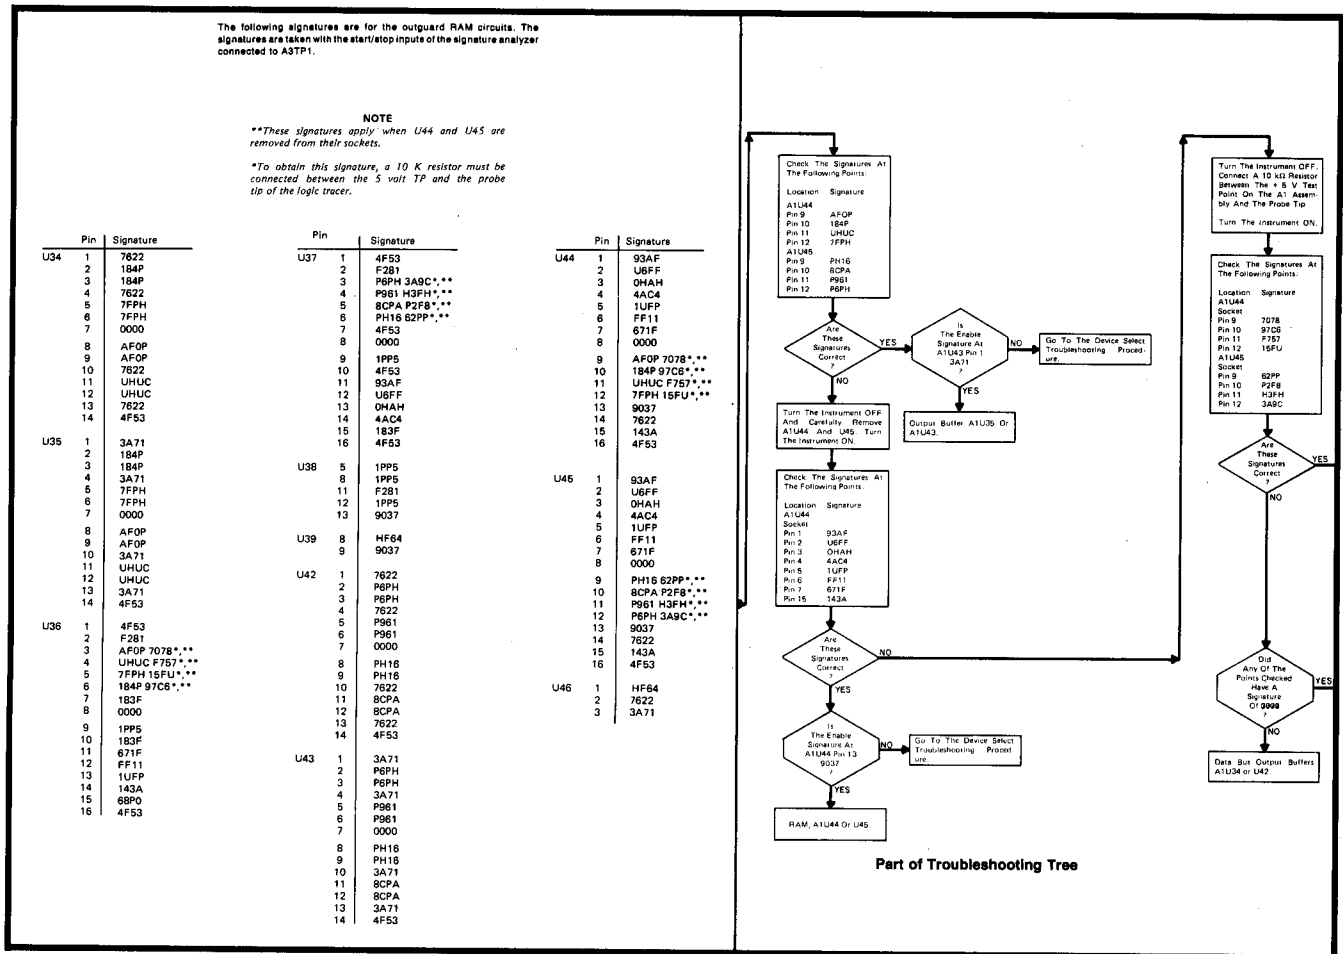 The following signatures are for the outguard RAM circuits. The
signatures are taken with the start/stop inputs of the signature analyzer
connected to A3TP1.
NOTE
**These signatures apply when U44 and U45 are
removed from their sockets.
*To obtain this signature, a 10 K resistor must be
connected between the 5 volt TP and the probe
tip of the logic tracer.
Pin Signature
U34 1 7622
2 184P
3 184P
4 7622
5 7FPH
6 7FPH
7 0000
8 AF0P
9 AF0P
10 7622
11 UHUC
12 UHUC
13 7622
14 4F53
U35 1 3A71
2 184P
3 184P
4 3A71
5 7FPH
6 7FPH
7 0000
8 AF0P
9 AF0P
10 3A71
11 UHUC
12 UHUC
13 3A71
14 4F53
U36 1 4F53
2 F281
3 AF0P 7078*,**
4 UHUC F757*,**
5 7FPH 15FU*,**
6 184P 97C6*,**
7 183F
8 0000
9 1PP5
10 183F
11 671F
12 FF11
13 1UFP
14 143A
15 68P0
16 4F53
Pin Signature
U37 1 4F53
2 F281
3 P6PH 3A9C*,**
4 P961 H3FH*,**
5 8CPA P2F8*,**
6 PH16 62PP*,**
7 4F53
8 0000
9 1PP5
10 4F53
11 93AF
12 U6FF
13 0HAH
14 4AC4
15 183F
16 4F53
U38 5 1PP5
8 1PP5
11 F281
12 1PP5
13 9037
U39 8 HF64
9 9037
U42 1 7622
2 P6PH
3 P6PH
4 7622
5 P961
6 P961
7 0000
8 PH16
9 PH16
10 7622
11 8CPA
12 8CPA
13 7622
14 4F53
U43 1 3A71
2 P6PH
3 P6PH
4 3A71
5 P961
6 P961
7 0000
8 PH16
9 PH16
10 3A71
11 8CPA
12 8CPA
13 3A71
14 4F53
Pin Signature
U44 1 93AF
2 U6FF
3 0HAH
4 4AC4
5 1UFP
6 FF11
7 671F
8 0000
9 AF0P 7078*,**
10 184P 97C6*,**
11 UHUC F757*,**
12 7FPH 15FU*,**
13 9037
14 7622
15 143A
16 4F53
U45 1 93AF
2 U6FF
3 0HAH
4 4AC4
5 1UFP
6 FF11
7 671F
8 0000
9 PH16 62PP*,**
10 8CPA P2F8*,**
11 P961 H3FH*,**
12 P6PH 3A9C*,**
13 9037
14 7622
15 143A
16 4F53
U46 1 HF64
2 7622
3 3A71
Check The Signatures At
The Following Points:
Location Signature
A1U44
Pin 9 AF0P
Pin 10 184P
Pin 11 UHUC
Pin 12 7FPH
A1U45
Pin 9 PH16
Pin 10 8CPA
Pin 11 P961
Pin 12 P6PH
Are
These
Signatures
Correct
?
YES
NO
Is
The Enable
Signature At
A1U43 Pin 1
3A71
?
NO
YES
Go To The Device Select
Troubleshooting Proced-
ure.
Output Buffer A1U35 Or
A1U43.
Turn The Instrument OFF
And Carefully Remove
A1U44 And U45. Turn
The Instrument ON.
Check The Signatures At
The Following Points:
Location Signature
A1U44
Socket
Pin 1 93AF
Pin 2 U6FF
Pin 3 0HAH
Pin 4 4AC4
Pin 5 1UFP
Pin 6 FF11
Pin 7 671F
Pin 15 143A
Are
These
Signatures
Correct
?
NO
YES
Is
The Enable
Signature At
A1U44 Pin 13
9037
?
NO
YES
Go To The Device Select
Troubleshooting Proced
ure.
RAM, A1U44 Or U45.
Turn The Instrument OFF.
Connect A 10 kΩ Resistor
Between The + 5 V Test
Point On The A1 Assem-
bly And The Probe Tip
Turn The Instrument ON.
Check The Signatures At
The Following Points:
Location Signature
A1U44
Socket
Pin 9 7078
Pin 10 97C6
Pin 11 F757
Pin 12 15FU
A1U45
Socket
Pin 9 62PP
Pin 10 P2F8
Pin 11 H3FH
Pin 12 3A9C
Are
These
Signatures
Correct
?
YES
NO
Did
Any Of The
Points Checked
Have A
Signature
Of 0000
?
YES
NO
Data Bus Output Buffers
A1U34 or U42.
Part of Troubleshooting Tree